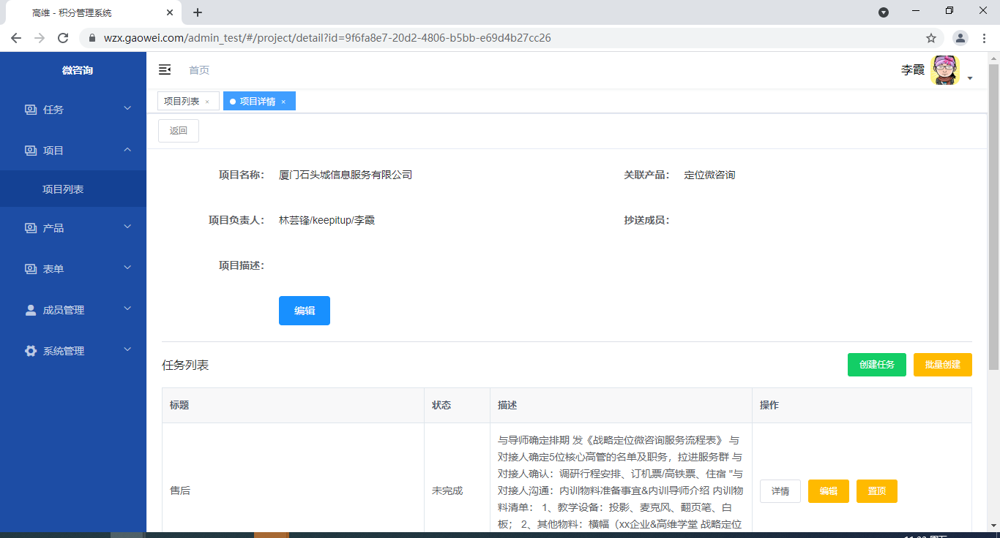 高维 - 积分管理系统
wzx.gaowei.com/admin_test/#/project/detail?id=9f6fa8e7-20d2-4806-b5bb-e69d4b27cc26
微咨询
首页
李霞
任务
项目
项目列表
产品
表单
成员管理
系统管理
项目列表 ×
项目详情 ×
返回
项目名称： 厦门石头城信息服务有限公司
关联产品： 定位微咨询
项目负责人： 林芸锋/keepitup/李霞
抄送成员：
项目描述：
编辑
任务列表
创建任务
批量创建
标题 状态 描述 操作
售后
未完成
与导师确定排期 发《战略定位微咨询服务流程表》 与
对接人确定5位核心高管的名单及职务，拉进服务群 与
对接人确认：调研行程安排、订机票/高铁票、住宿 "与
对接人沟通：内训物料准备事宜&内训导师介绍 内训物
料清单： 1、教学设备：投影、麦克风、翻页笔、白
板； 2、其他物料：横幅（xx企业&高维学堂 战略定位
详情
编辑
置顶